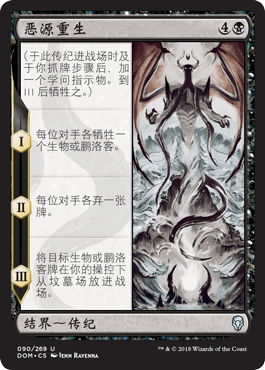 恶源重生 4
(于此传纪进战场时及
于你抓牌步骤后，加
一个学问指示物。到
III 后牺牲之。)
I
每位对手各牺牲一
个生物或鹏洛客。
II
每位对手各弃一张
牌。
III
将目标生物或鹏洛
客牌在你的操控下
从坟墓场放进战
场。
结界～传纪
090/269 U
DOM • CS Jenn Ravenna
™ & © 2018 Wizards of the Coast